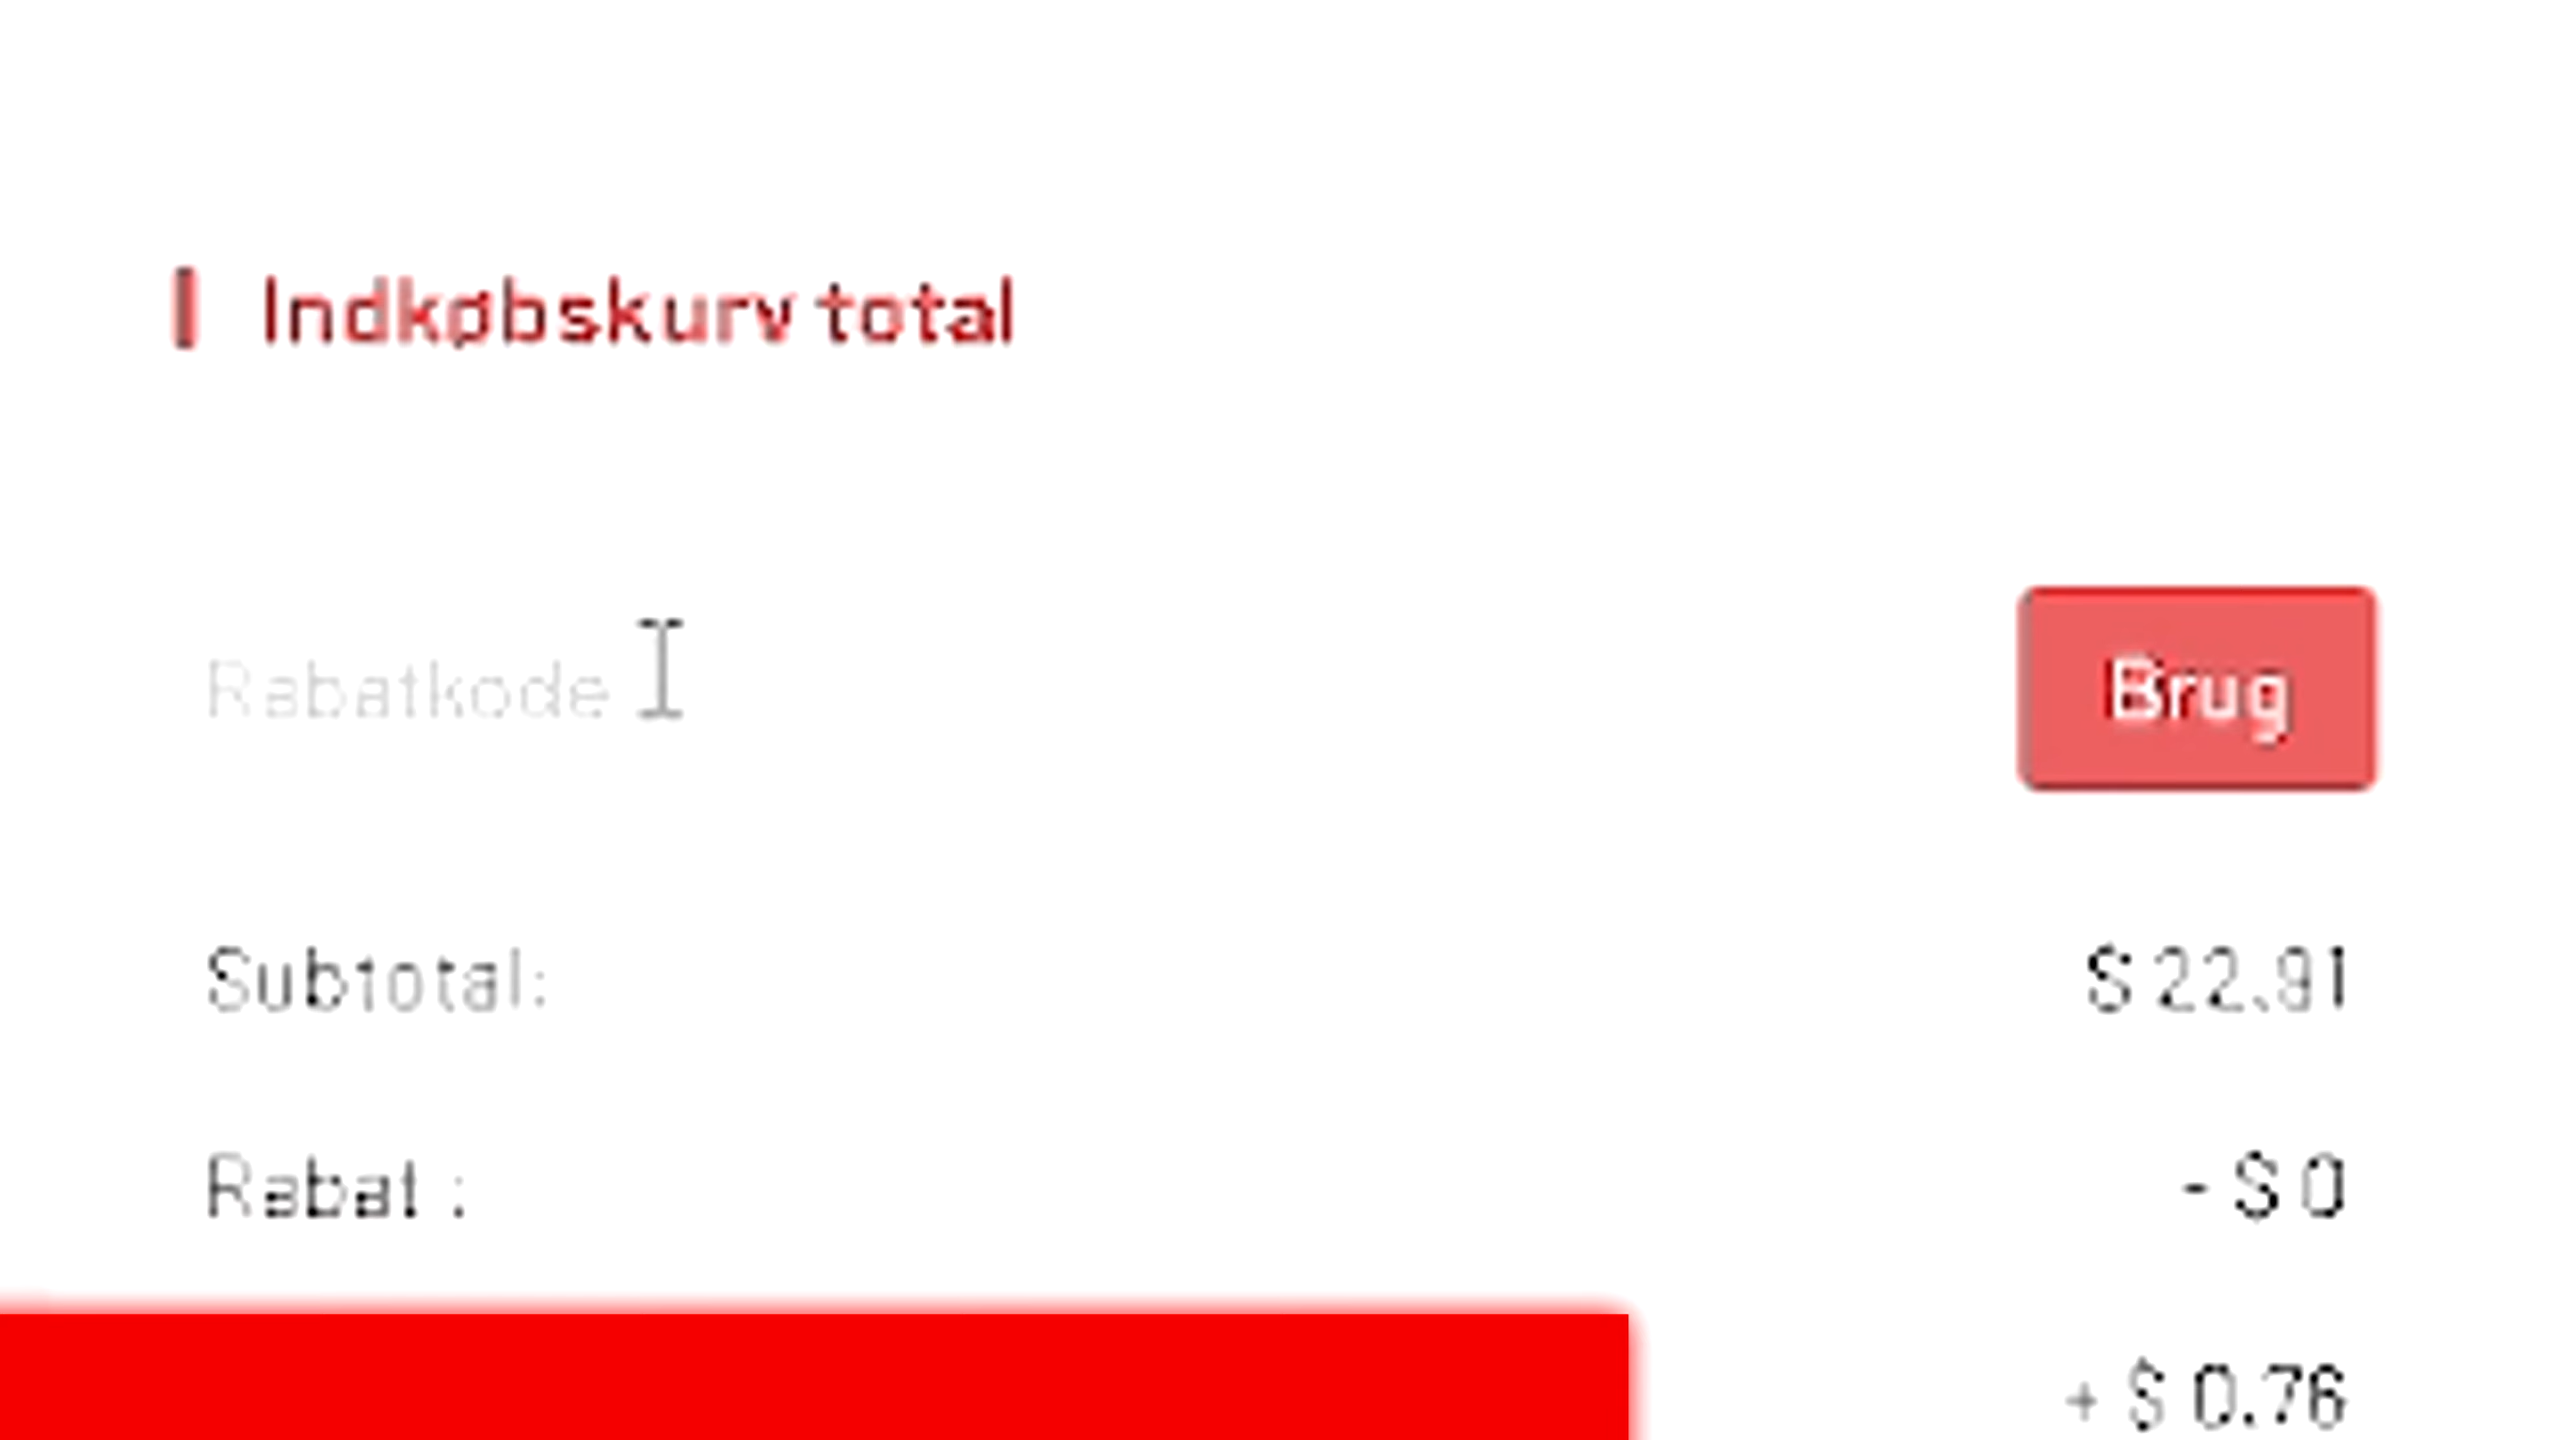 Indkøbskurv total
Rabatkode
Brug
Subtotal: $ 22.91
Rabat : - $ 0
+ $ 0.76